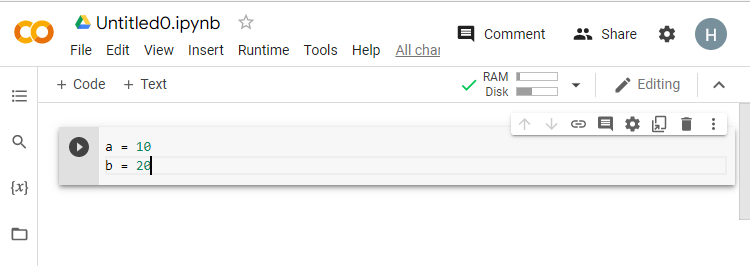 Untitled0.ipynb
Comment
Share
H
File Edit View Insert Runtime Tools Help All char
+ Code + Text
RAM
Disk
Editing
{x}
a = 10
b = 20